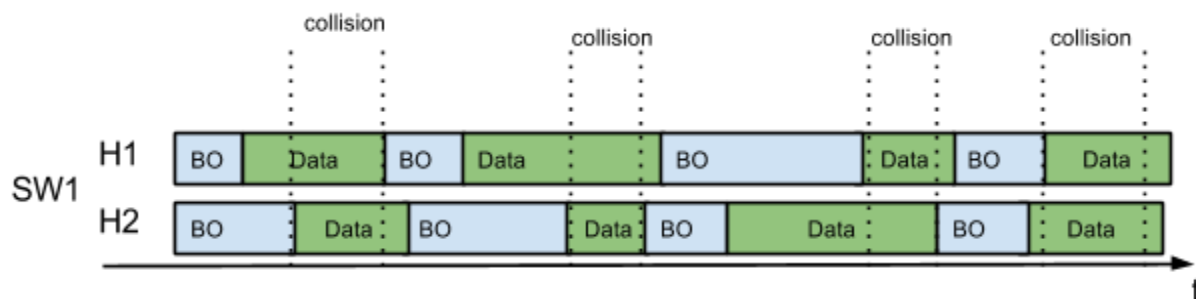 collision
collision collision collision
H1 BO Data BO Data BO Data BO Data
SW1
H2 BO Data BO Data BO Data BO Data
t